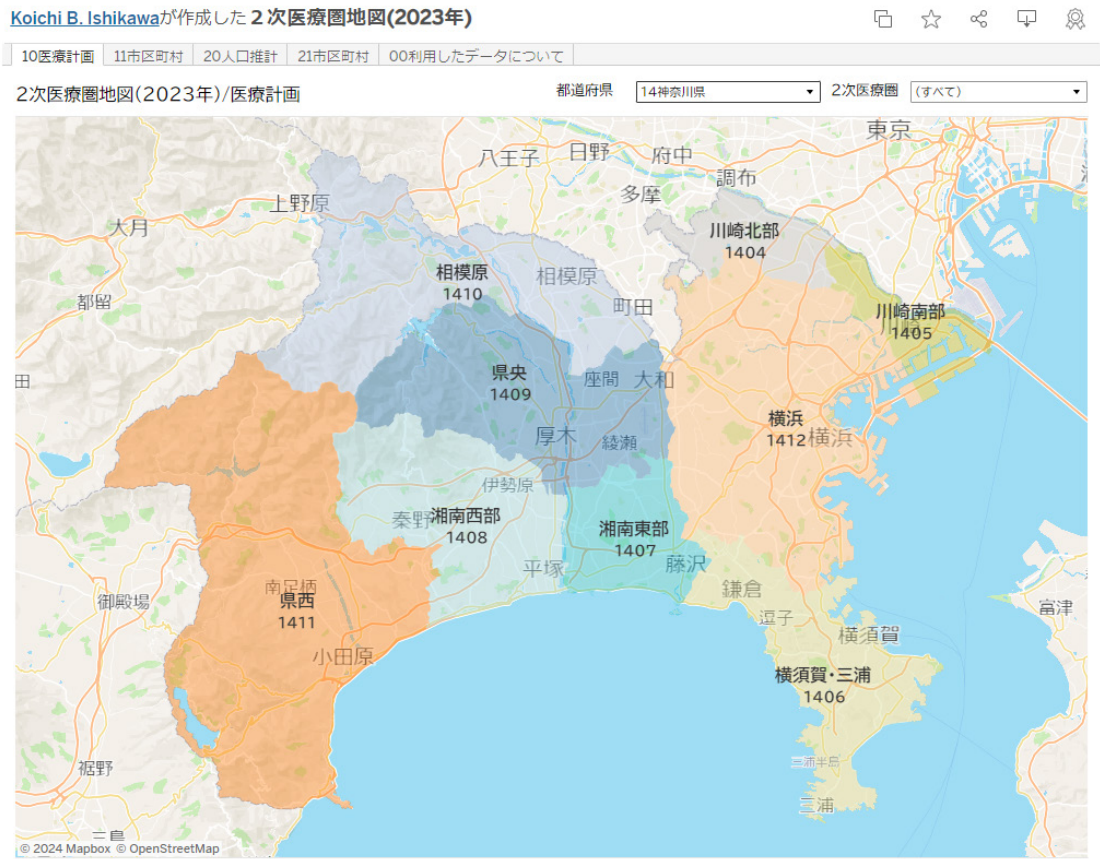 Koichi B. Ishikawaが作成した２次医療圏地図(2023年)
10医療計画 11市区町村 20人口推計 21市区町村 00利用したデータについて
2次医療圏地図(2023年)/医療計画 都道府県 14神奈川県 2次医療圏 (すべて)
東京
八王子 日野 府中
調布
多摩
上野原
大月
川崎北部
1404
相模原
1410
相模原
都留
町田
川崎南部
1405
田
県央
1409
座間 大和
横浜
1412
横浜
厚木 綾瀬
伊勢原
秦野
湘南西部
1408
湘南東部
1407
平塚
藤沢
鎌倉
南足柄
県西
1411
御殿場
富津
逗子
横須賀
小田原
横須賀・三浦
1406
裾野
三浦半島
三浦
三島
© 2024 Mapbox © OpenStreetMap